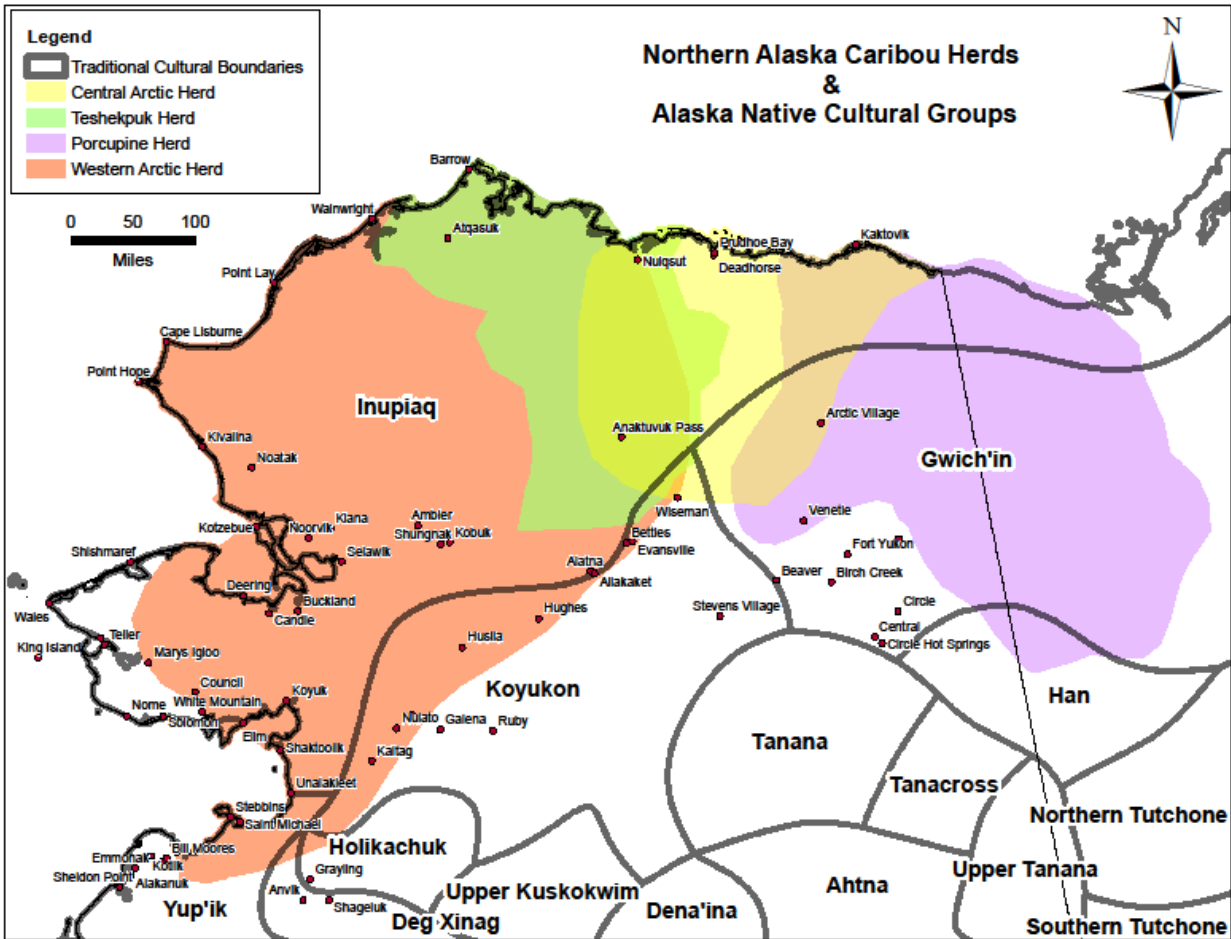 Legend
Traditional Cultural Boundaries
Central Arctic Herd
Teshekpuk Herd
Porcupine Herd
Western Arctic Herd
Northern Alaska Caribou Herds
&
Alaska Native Cultural Groups
N
0 50 100
Miles
Barrow
Wainwright
Atqasuk
Point Lay
Nuiqsut
Prudhoe Bay
Deadhorse
Kaktovik
Cape Lisburne
Point Hope
Inupiaq
Anaktuvuk Pass
Arctic Village
Gwich'in
Kivalina
Noatak
Wiseman
Venetie
Kotzebue
Noorvik
Kiana
Ambler
Shungnak
Kobuk
Selawik
Bettles
Evansville
Fort Yukon
Shishmaref
Alatna
Allakaket
Beaver
Birch Creek
Deering
Buckland
Candle
Hughes
Stevens Village
Circle
Wales
Teller
King Island
Marys Igloo
Huslia
Central
Circle Hot Springs
Council
White Mountain
Koyuk
Koyukon
Han
Nome
Solomon
Elim
Nulato
Galena
Ruby
Tanana
Shaktoolik
Kaltag
Tanacross
Unalakleet
Northern Tutchone
Stebbins
Saint Michael
Holikachuk
Bill Moores
Emmonak
Kotlik
Sheldon Point
Alakanuk
Grayling
Upper Tanana
Anvik
Shageluk
Upper Kuskokwim
Ahtna
Yup'ik
Deg Xinag
Dena'ina
Southern Tutchone